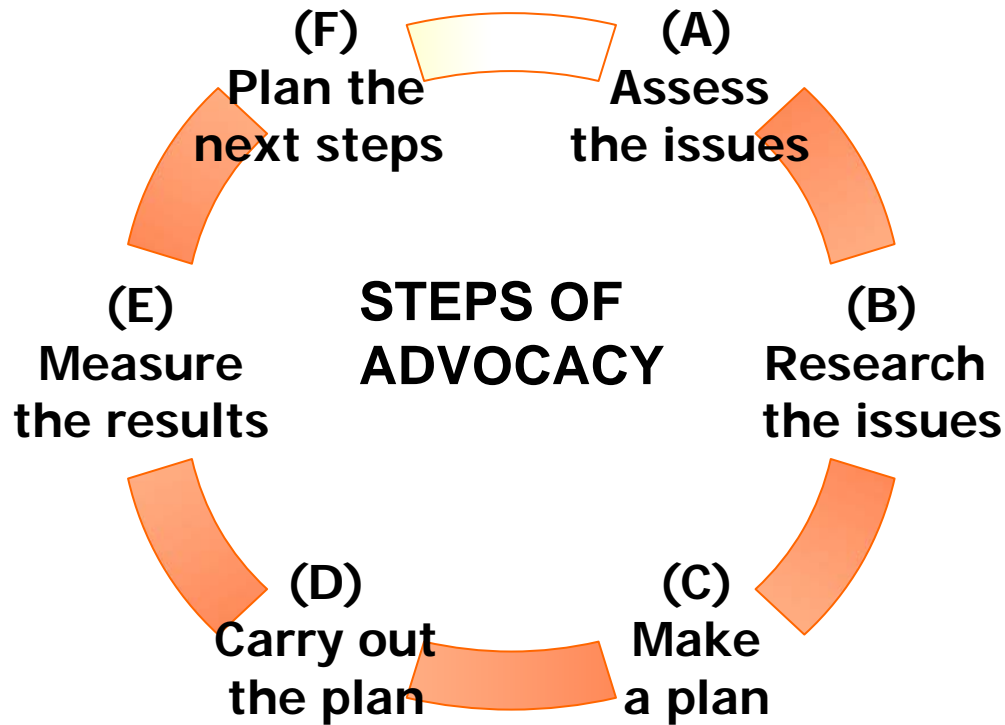 STEPS OF
ADVOCACY
(A)
Assess
the issues
(B)
Research
the issues
(C)
Make
a plan
(D)
Carry out
the plan
(E)
Measure
the results
(F)
Plan the
next steps